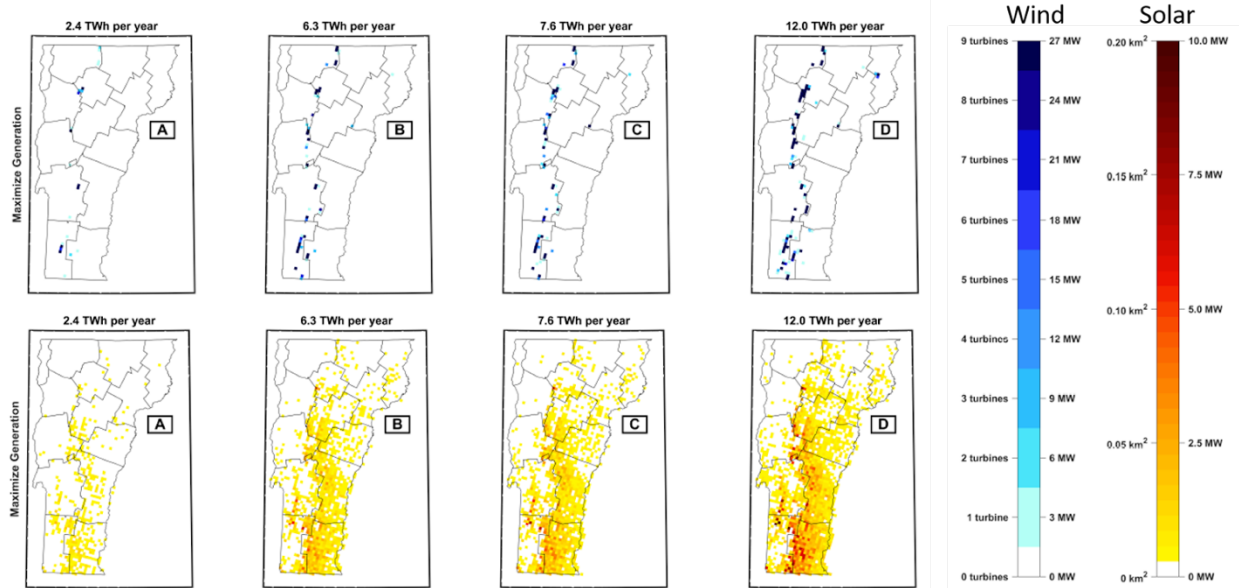 Wind Solar
2.4 TWh per year 6.3 TWh per year 7.6 TWh per year 12.0 TWh per year
Maximize Generation
A B C D
2.4 TWh per year 6.3 TWh per year 7.6 TWh per year 12.0 TWh per year
Maximize Generation
A B C D
9 turbines 27 MW
8 turbines 24 MW
7 turbines 21 MW
6 turbines 18 MW
5 turbines 15 MW
4 turbines 12 MW
3 turbines 9 MW
2 turbines 6 MW
1 turbine 3 MW
0 turbines 0 MW
0.20 km² 10.0 MW
0.15 km² 7.5 MW
0.10 km² 5.0 MW
0.05 km² 2.5 MW
0 km² 0 MW